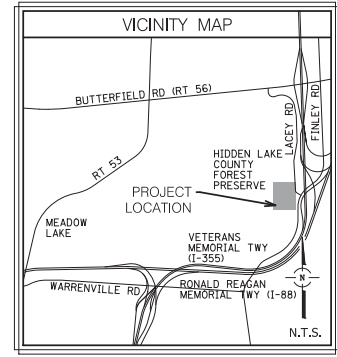 VICINITY MAP
BUTTERFIELD RD (RT 56)
LACEY RD
FINLEY RD
RT 53
HIDDEN LAKE
COUNTY
FOREST
PRESERVE
PROJECT
LOCATION
MEADOW
LAKE
VETERANS
MEMORIAL TWY
(I-355)
WARRENVILLE RD
RONALD REAGAN
MEMORIAL TWY (I-88)
N
N.T.S.